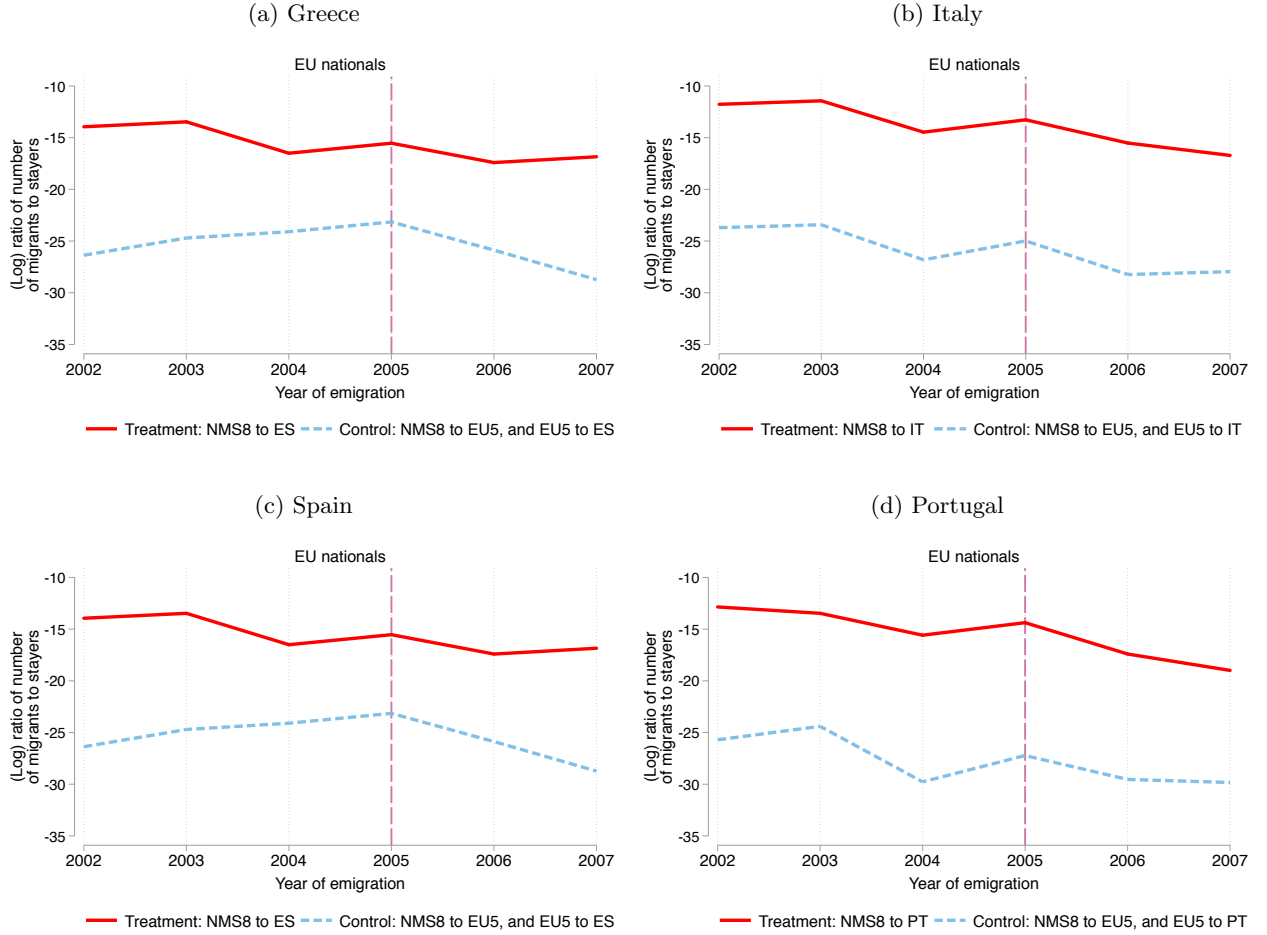 (a) Greece
EU nationals
(Log) ratio of number
of migrants to stayers
-10
-15
-20
-25
-30
-35
2002 2003 2004 2005 2006 2007
Year of emigration
Treatment: NMS8 to ES Control: NMS8 to EU5, and EU5 to ES
(b) Italy
EU nationals
(Log) ratio of number
of migrants to stayers
-10
-15
-20
-25
-30
-35
2002 2003 2004 2005 2006 2007
Year of emigration
Treatment: NMS8 to IT Control: NMS8 to EU5, and EU5 to IT
(c) Spain
EU nationals
(Log) ratio of number
of migrants to stayers
-10
-15
-20
-25
-30
-35
2002 2003 2004 2005 2006 2007
Year of emigration
Treatment: NMS8 to ES Control: NMS8 to EU5, and EU5 to ES
(d) Portugal
EU nationals
(Log) ratio of number
of migrants to stayers
-10
-15
-20
-25
-30
-35
2002 2003 2004 2005 2006 2007
Year of emigration
Treatment: NMS8 to PT Control: NMS8 to EU5, and EU5 to PT